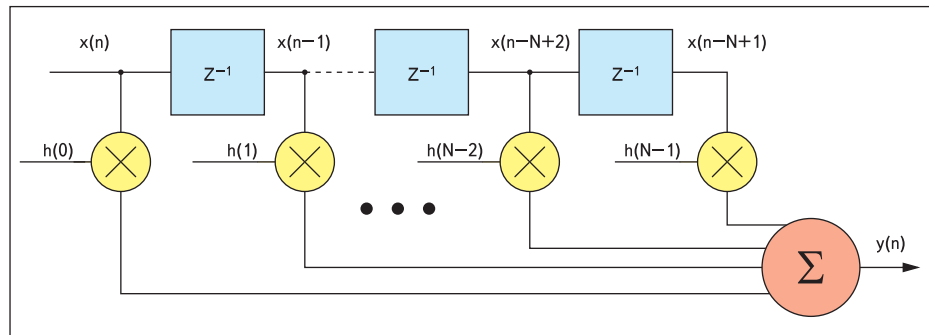 x(n) x(n–1) x(n–N+2) x(n–N+1)
Z⁻¹ Z⁻¹ Z⁻¹
h(0) h(1) h(N–2) h(N–1)
Σ y(n)